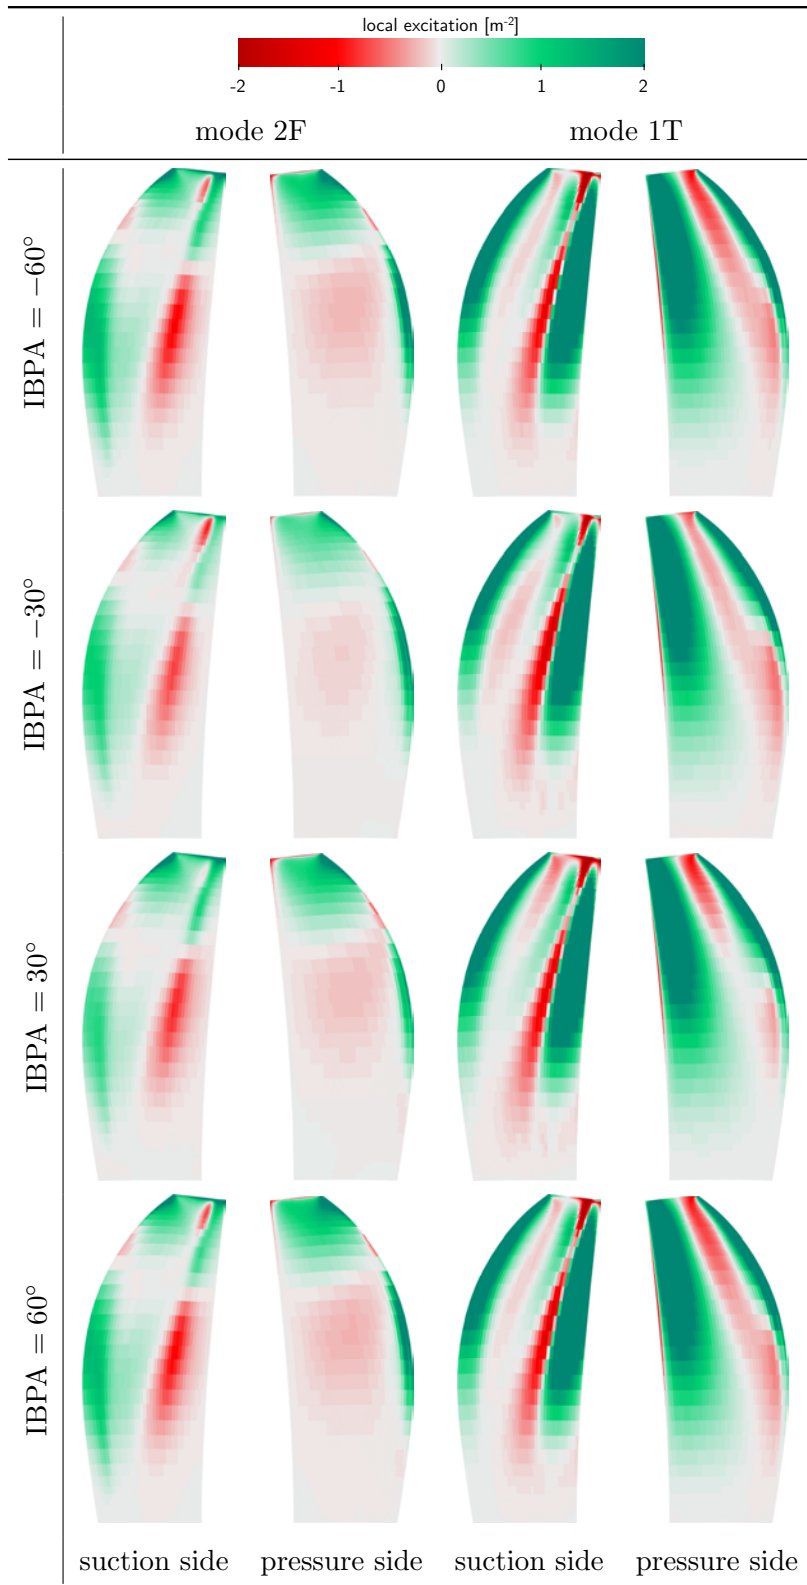 local excitation [m⁻²]
-2 -1 0 1 2
mode 2F mode 1T
IBPA = −60°
IBPA = −30°
IBPA = 30°
IBPA = 60°
suction side pressure side suction side pressure side